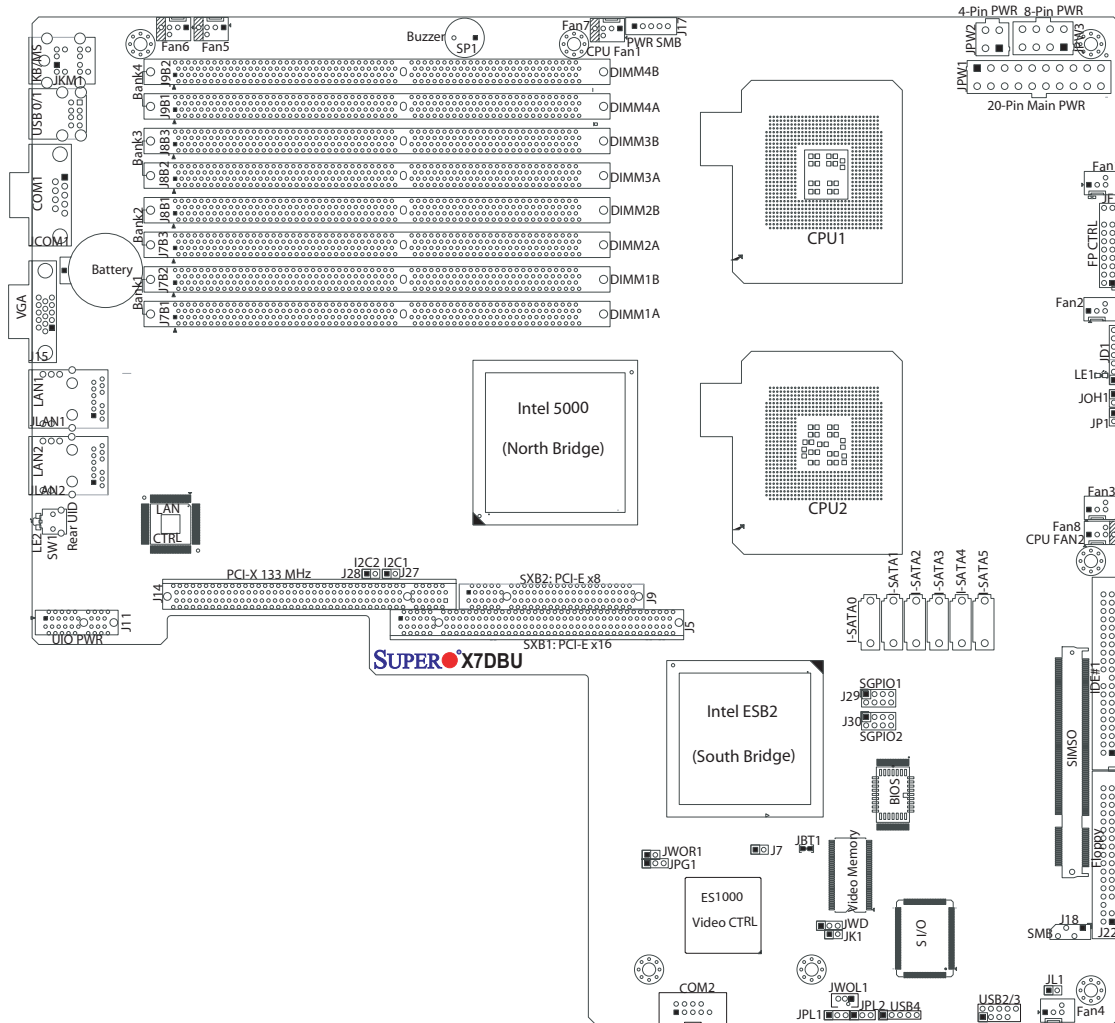 4-Pin PWR 8-Pin PWR
JPW2
JPW3
JPW1
20-Pin Main PWR
Fan6
Fan5
Buzzer
SP1
Fan7
CPU Fan1
PWR SMB
J17
KB/MS
JKM1
USB 0/1
COM1
JCOM1
Battery
VGA
J15
LAN1
JLAN1
LAN2
JLAN2
LE2
SW1
Rear UID
LAN
CTRL
Bank4
J9B2
DIMM4B
J9B1
DIMM4A
Bank3
J8B3
DIMM3B
J8B2
DIMM3A
Bank2
J8B1
DIMM2B
J7B3
DIMM2A
Bank1
J7B2
DIMM1B
J7B1
DIMM1A
CPU1
CPU2
Intel 5000
(North Bridge)
Fan
FP CTRL
Fan2
JD1
LE1
JOH1
JP1
Fan3
Fan8
CPU FAN2
PCI-X 133 MHz
I2C2 I2C1
J28
J27
J14
SXB2: PCI-E x8
J9
J5
SXB1: PCI-E x16
J11
UIO PWR
SUPER X7DBU
I-SATA0
I-SATA1
I-SATA2
I-SATA3
I-SATA4
I-SATA5
Intel ESB2
(South Bridge)
SGPIO1
J29
J30
SGPIO2
BIOS
SIMSO
IDE#1
Floppy
JWOR1
JPG1
J7
JBT1
Video Memory
ES1000
Video CTRL
JWD
JK1
S I/O
J18
SMB
J22
COM2
JWOL1
JPL1
JPL2
USB4
USB2/3
JL1
Fan4